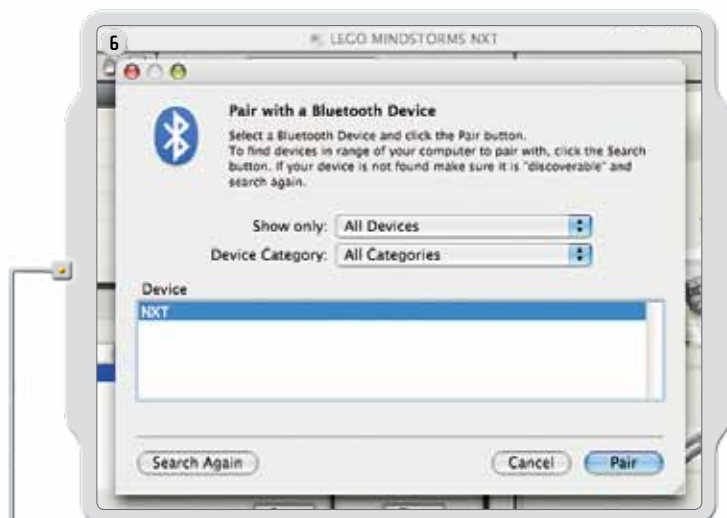 6
LEGO MINDSTORMS NXT
Pair with a Bluetooth Device
Select a Bluetooth Device and click the Pair button.
To find devices in range of your computer to pair with, click the Search
button. If your device is not found make sure it is "discoverable" and
search again.
Show only: All Devices
Device Category: All Categories
Device
NXT
Search Again Cancel Pair